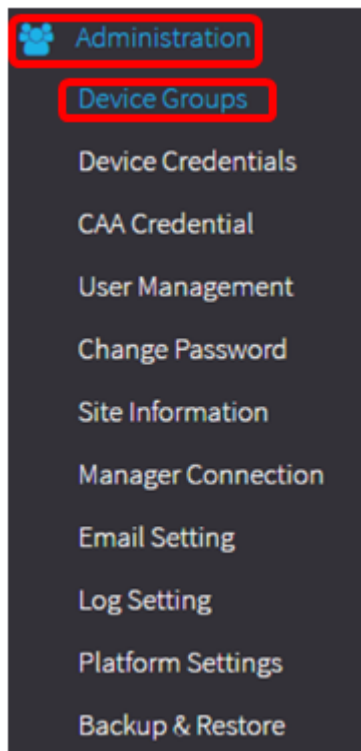 Administration
Device Groups
Device Credentials
CAA Credential
User Management
Change Password
Site Information
Manager Connection
Email Setting
Log Setting
Platform Settings
Backup & Restore